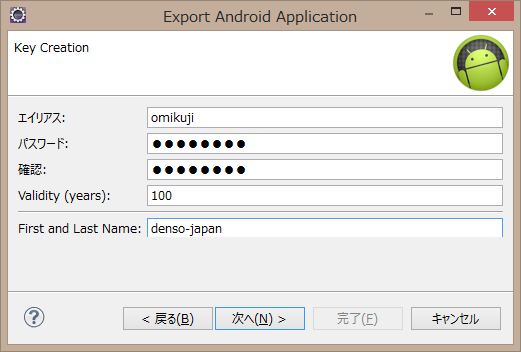 Export Android Application
Key Creation
エイリアス: omikuji
パスワード: ●●●●●●●●
確認: ●●●●●●●●
Validity (years): 100
First and Last Name: denso-japan
? < 戻る(B) 次へ(N) > 完了(F) キャンセル